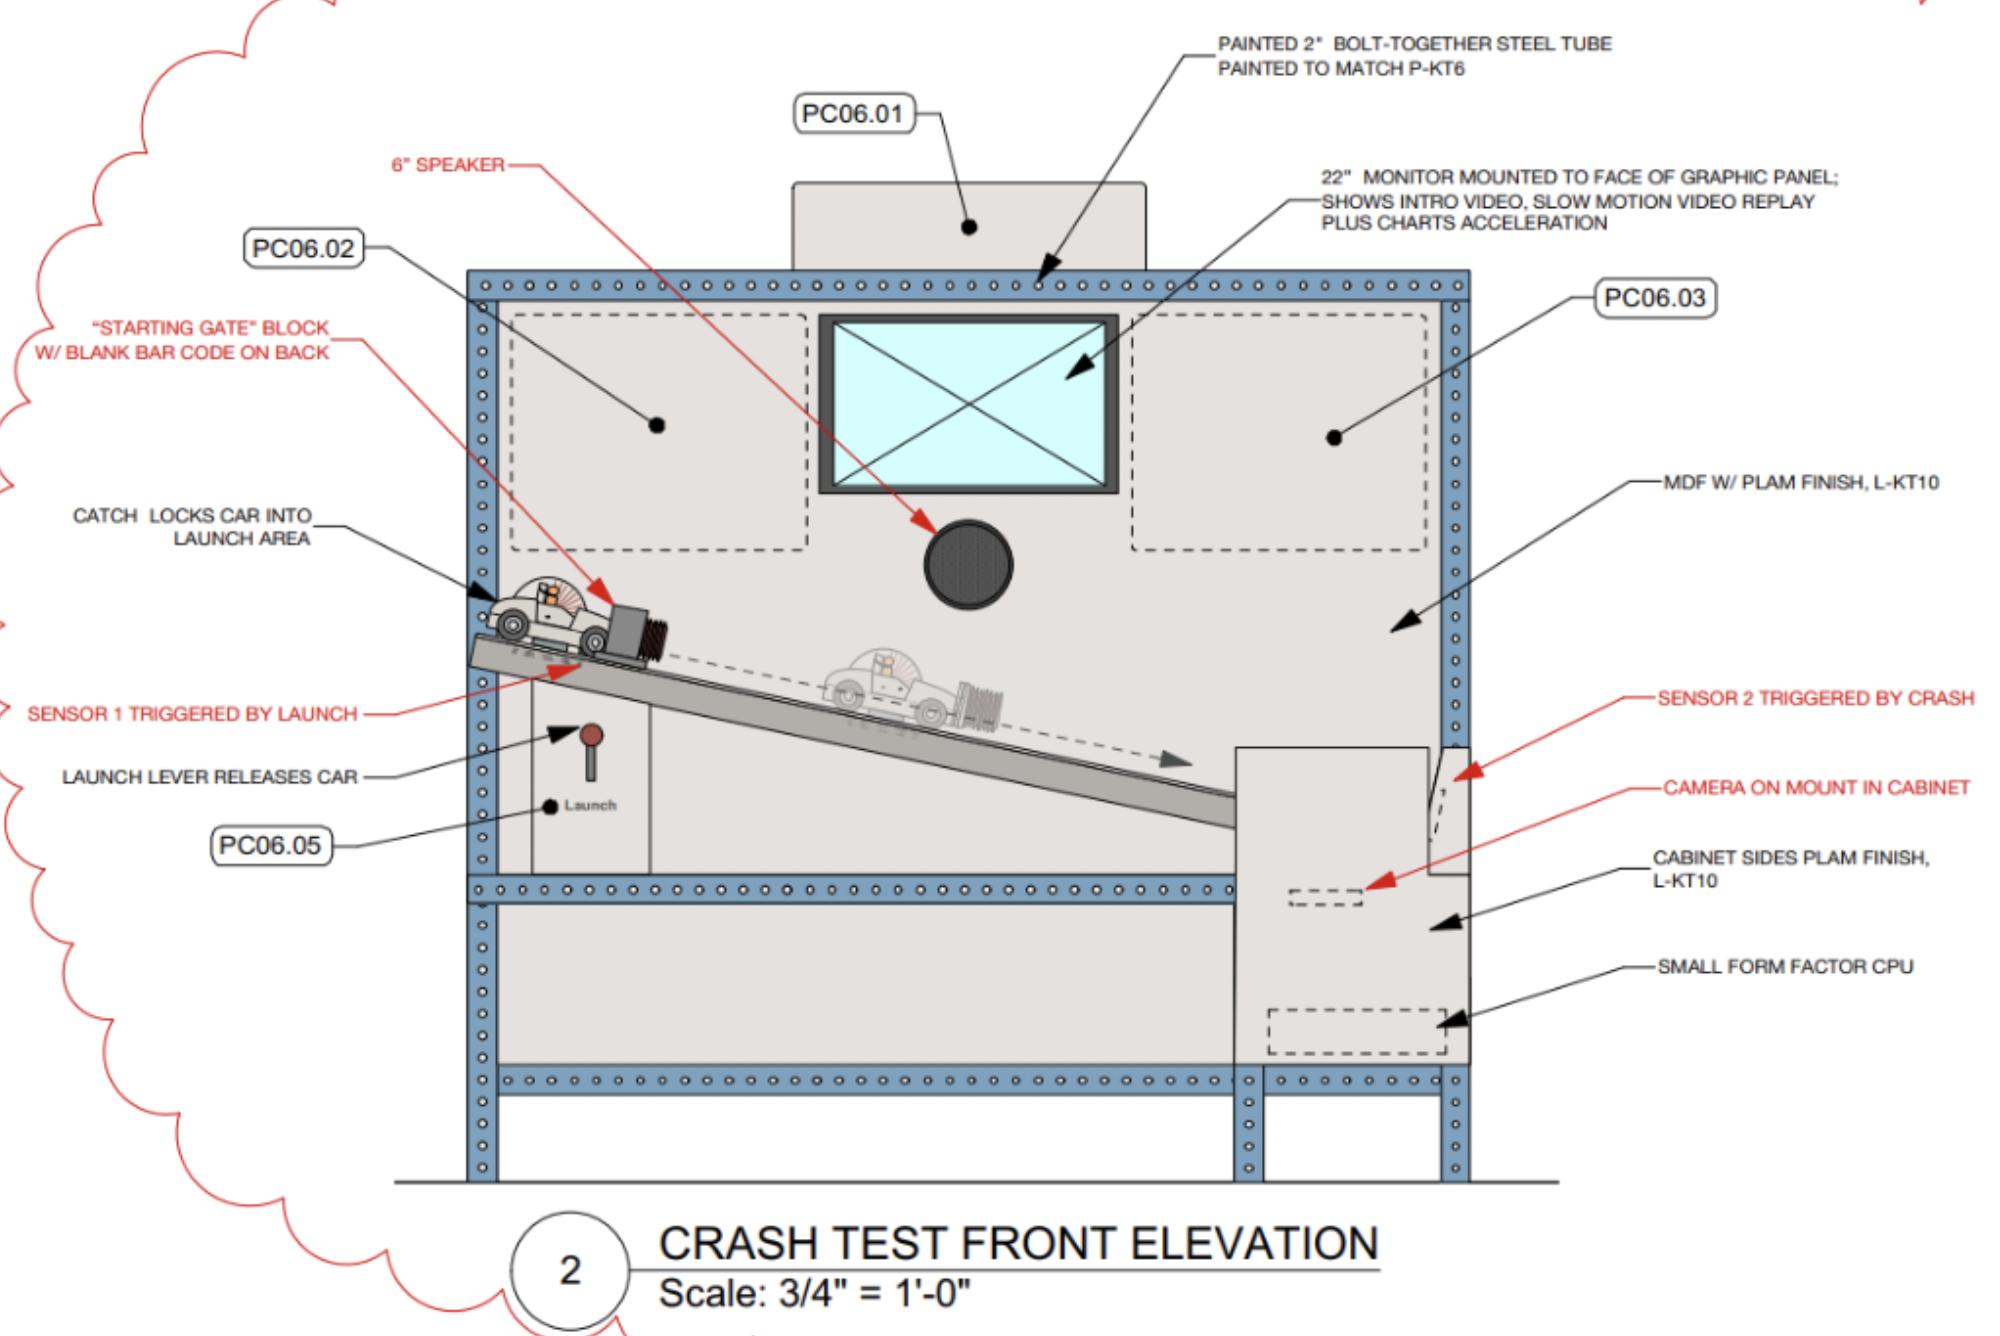 PAINTED 2" BOLT-TOGETHER STEEL TUBE
PAINTED TO MATCH P-KT6
PC06.01
6" SPEAKER
22" MONITOR MOUNTED TO FACE OF GRAPHIC PANEL;
SHOWS INTRO VIDEO, SLOW MOTION VIDEO REPLAY
PLUS CHARTS ACCELERATION
PC06.02
PC06.03
"STARTING GATE" BLOCK
W/ BLANK BAR CODE ON BACK
MDF W/ PLAM FINISH, L-KT10
CATCH LOCKS CAR INTO
LAUNCH AREA
SENSOR 1 TRIGGERED BY LAUNCH
SENSOR 2 TRIGGERED BY CRASH
LAUNCH LEVER RELEASES CAR
CAMERA ON MOUNT IN CABINET
Launch
PC06.05
CABINET SIDES PLAM FINISH,
L-KT10
SMALL FORM FACTOR CPU
2
CRASH TEST FRONT ELEVATION
Scale: 3/4" = 1'-0"